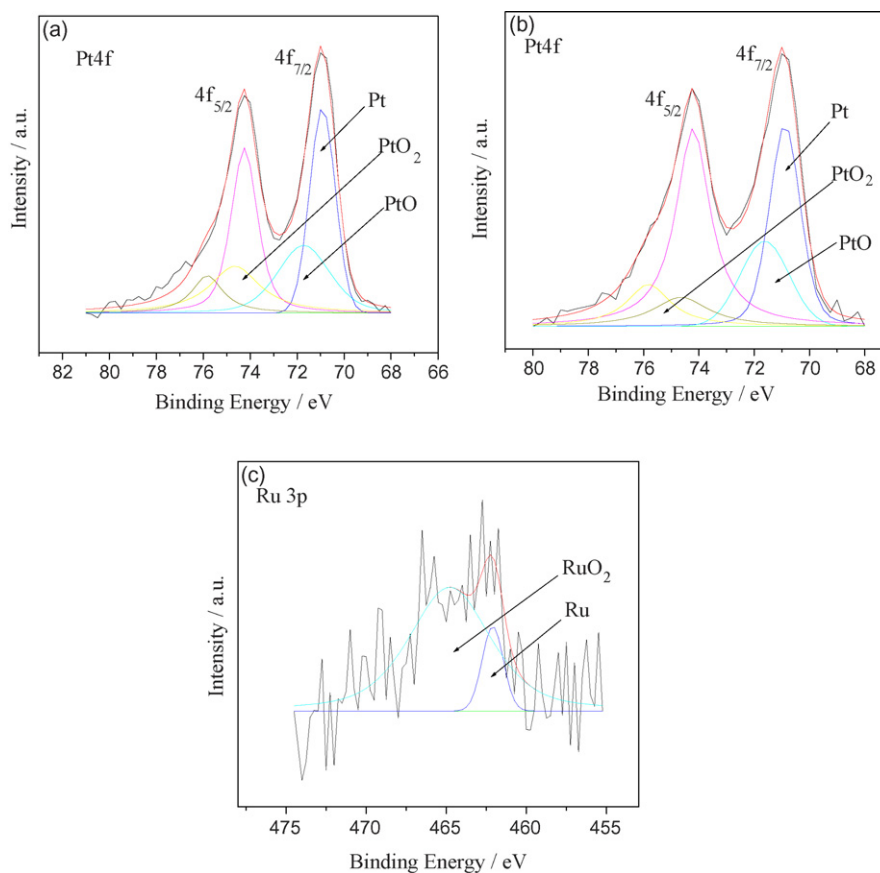 (a)
Pt4f
4f5/2
4f7/2
Pt
PtO2
PtO
Intensity / a.u.
82 80 78 76 74 72 70 68 66
Binding Energy / eV
(b)
Pt4f
4f5/2
4f7/2
Pt
PtO2
PtO
Intensity / a.u.
80 78 76 74 72 70 68
Binding Energy / eV
(c)
Ru 3p
RuO2
Ru
Intensity / a.u.
475 470 465 460 455
Binding Energy / eV